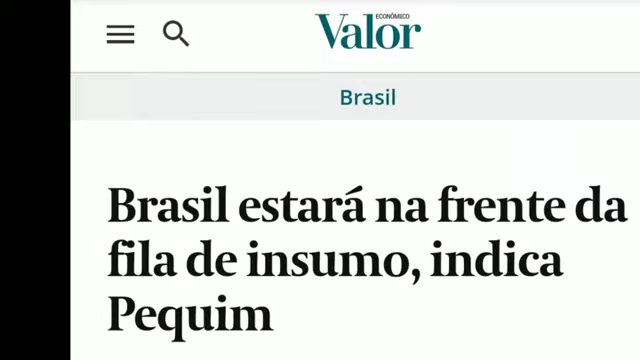 ECONÔMICO
Valor
Brasil
Brasil estará na frente da
fila de insumo, indica
Pequim